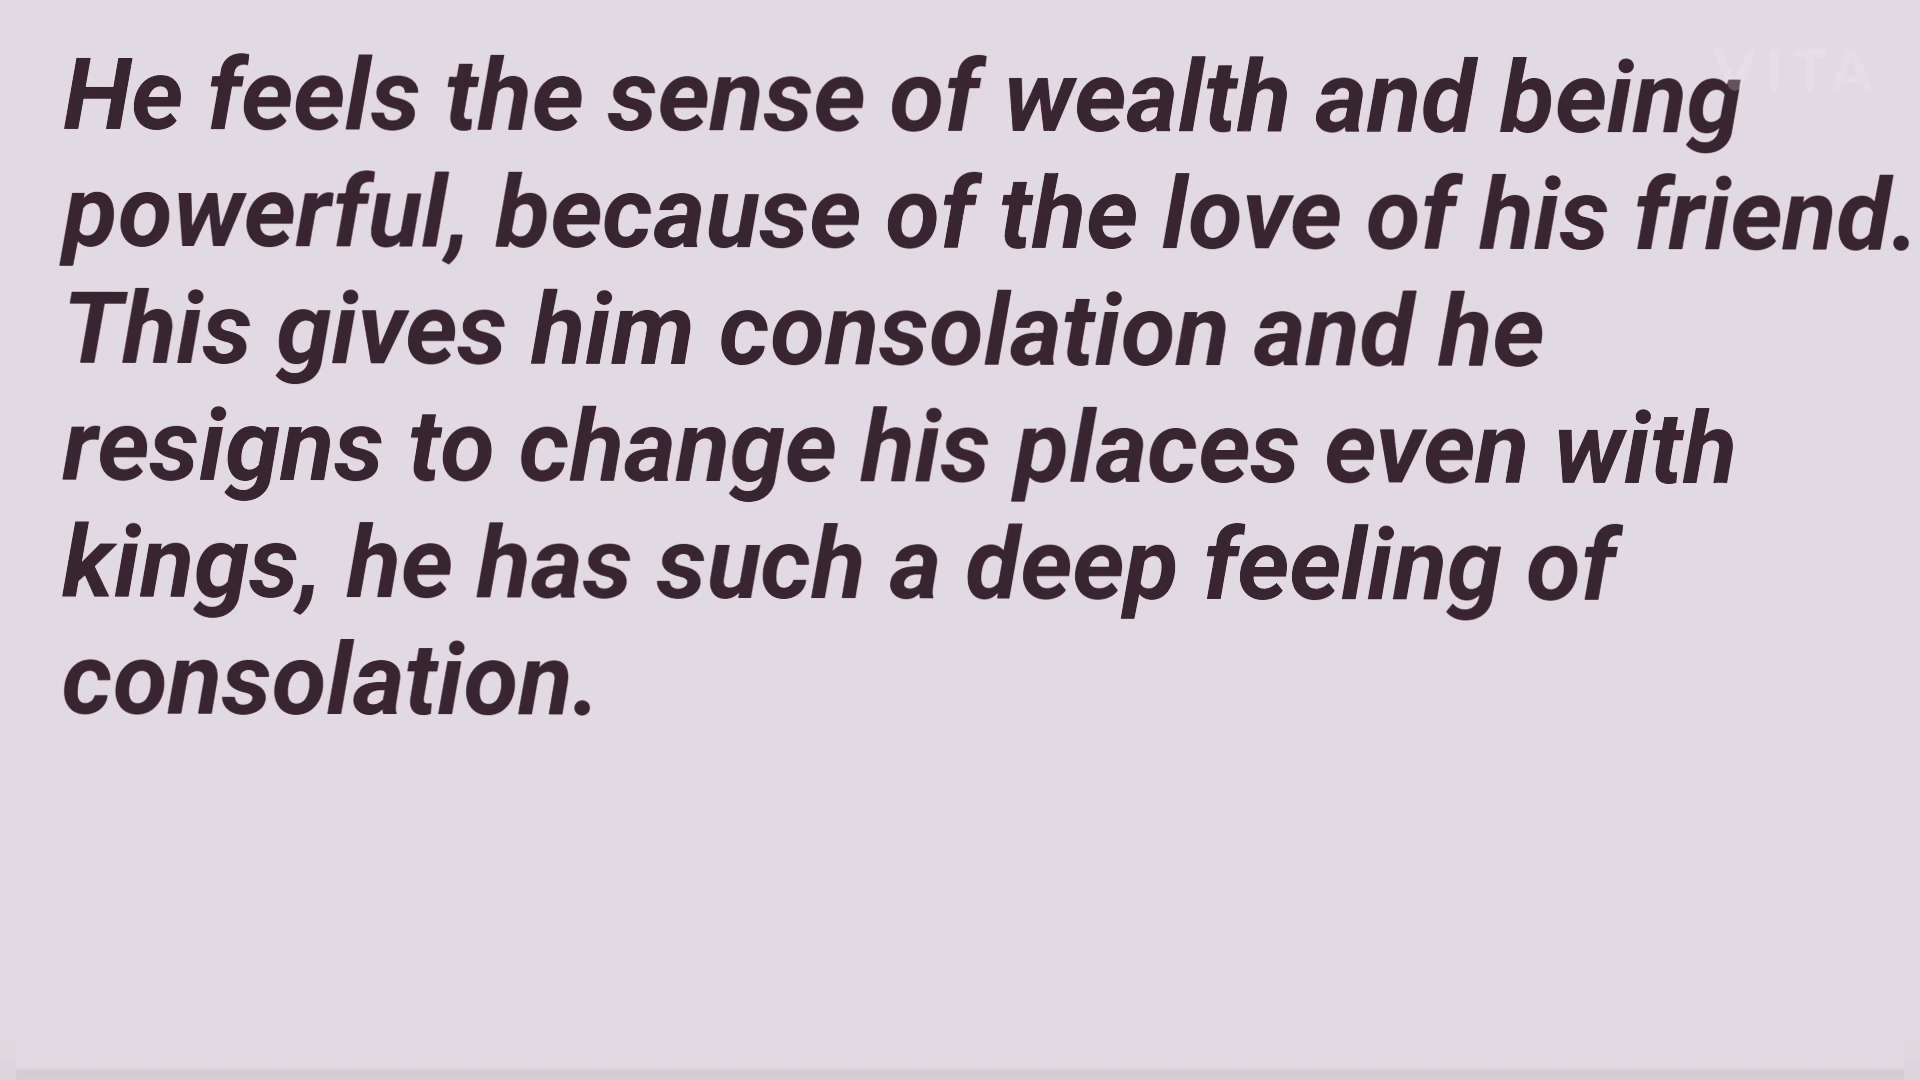 He feels the sense of wealth and being
powerful, because of the love of his friend.
This gives him consolation and he
resigns to change his places even with
kings, he has such a deep feeling of
consolation.
VITA